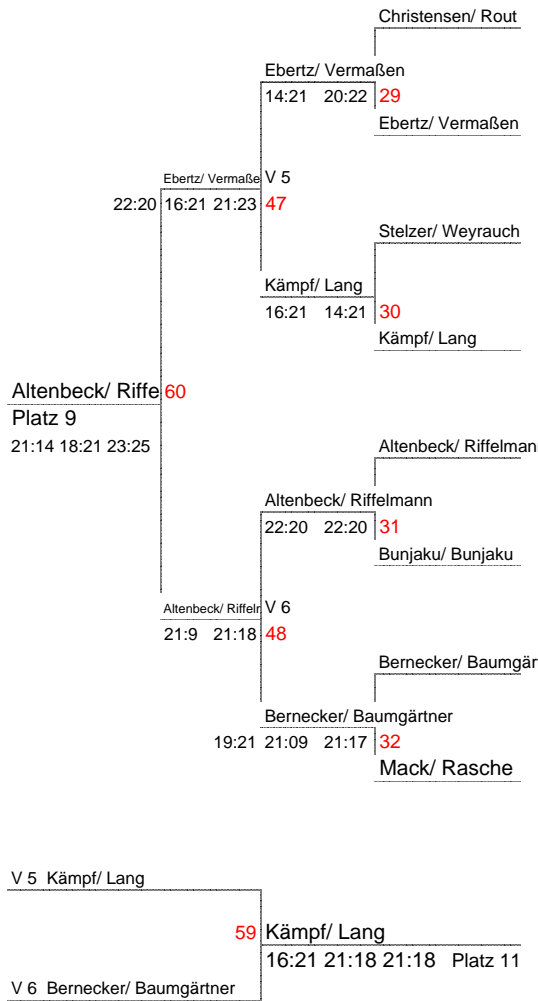 Christensen/ Rout
Ebertz/ Vermaßen
14:21 20:22 29
Ebertz/ Vermaßen
Ebertz/ Vermaße V 5
22:20 16:21 21:23 47
Stelzer/ Weyrauch
Kämpf/ Lang
16:21 14:21 30
Kämpf/ Lang
Altenbeck/ Riffe 60
Platz 9
21:14 18:21 23:25
Altenbeck/ Riffelman
Altenbeck/ Riffelmann
22:20 22:20 31
Bunjaku/ Bunjaku
Altenbeck/ Riffelr V 6
21:9 21:18 48
Bernecker/ Baumgär
Bernecker/ Baumgärtner
19:21 21:09 21:17 32
Mack/ Rasche
V 5 Kämpf/ Lang
59 Kämpf/ Lang
16:21 21:18 21:18 Platz 11
V 6 Bernecker/ Baumgärtner